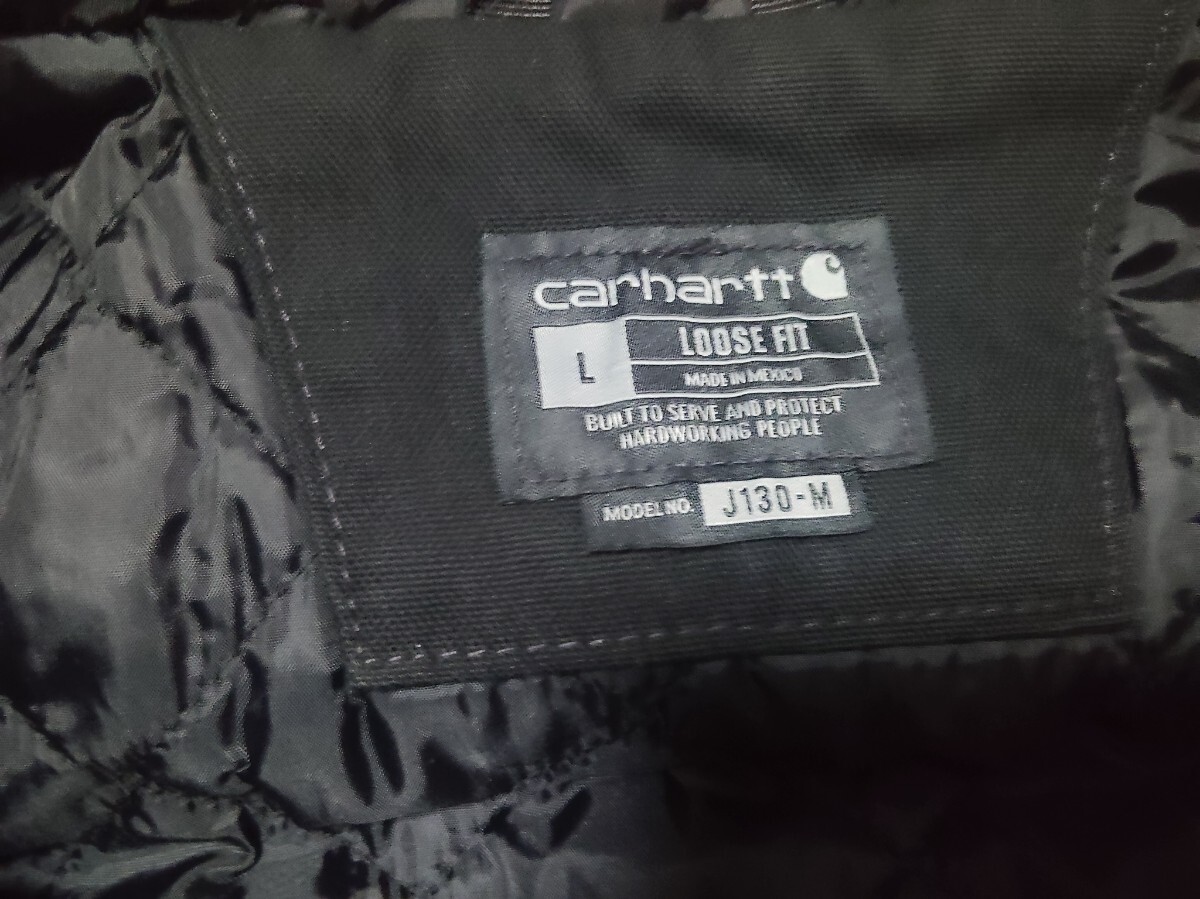 carhartt
L
LOOSE FIT
MADE IN MEXICO
BUILT TO SERVE AND PROTECT
HARDWORKING PEOPLE
MODEL NO. J130-M